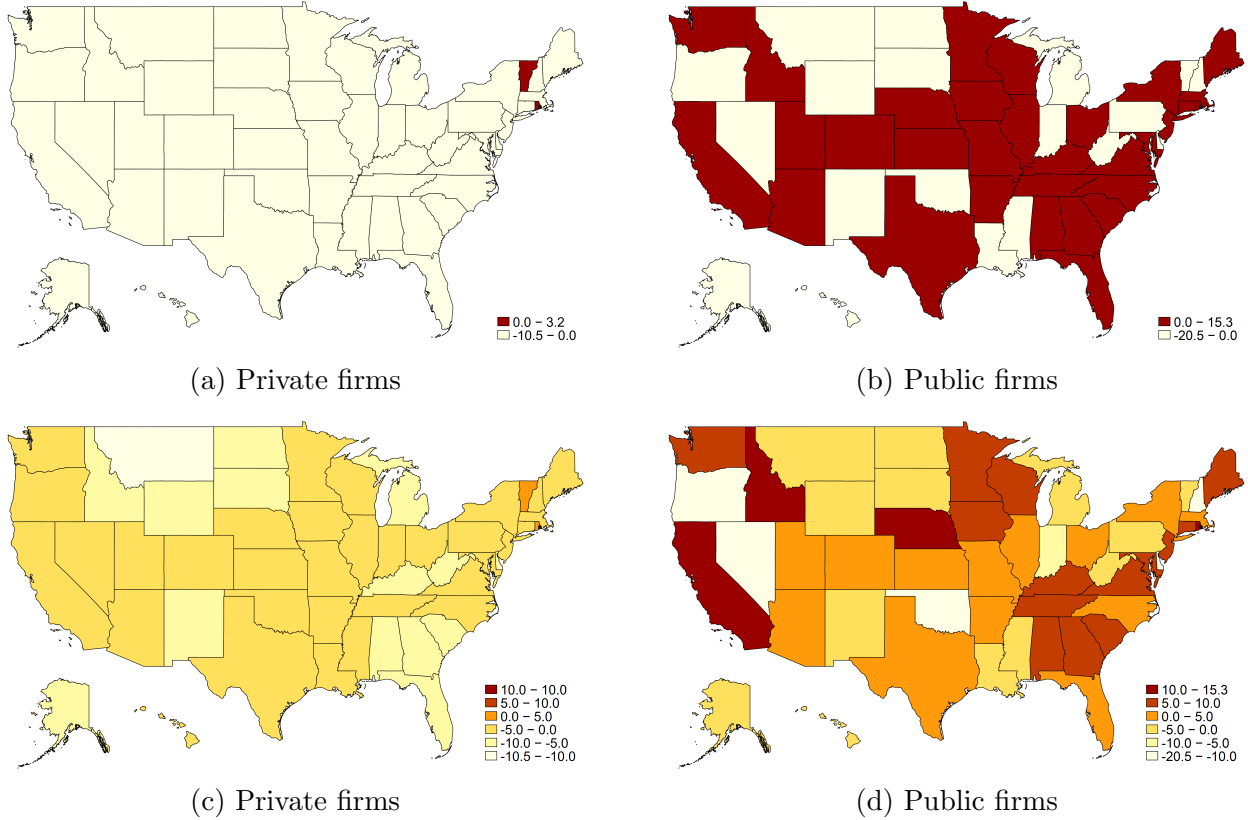 0.0 − 3.2
-10.5 − 0.0
0.0 − 15.3
-20.5 − 0.0
(a) Private firms
(b) Public firms
10.0 − 10.0
5.0 − 10.0
0.0 − 5.0
-5.0 − 0.0
-10.0 − -5.0
-10.5 − -10.0
10.0 − 15.3
5.0 − 10.0
0.0 − 5.0
-5.0 − 0.0
-10.0 − -5.0
-20.5 − -10.0
(c) Private firms
(d) Public firms